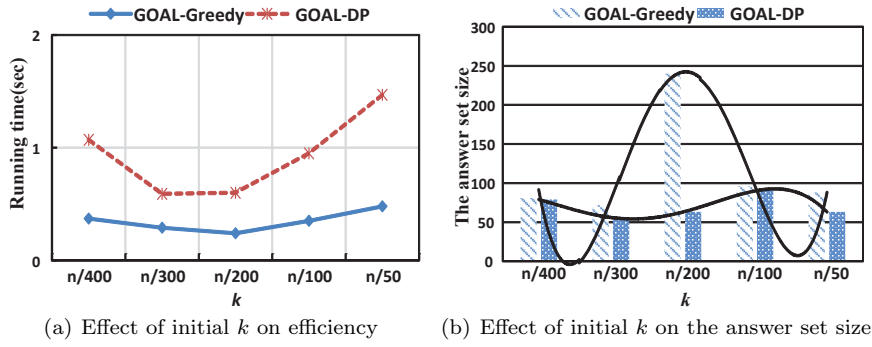 GOAL-Greedy GOAL-DP
2
1
0
Running time(sec)
n/400 n/300 n/200 n/100 n/50
k
(a) Effect of initial k on efficiency
GOAL-Greedy GOAL-DP
300
250
200
150
100
50
0
The answer set size
n/400 n/300 n/200 n/100 n/50
k
(b) Effect of initial k on the answer set size